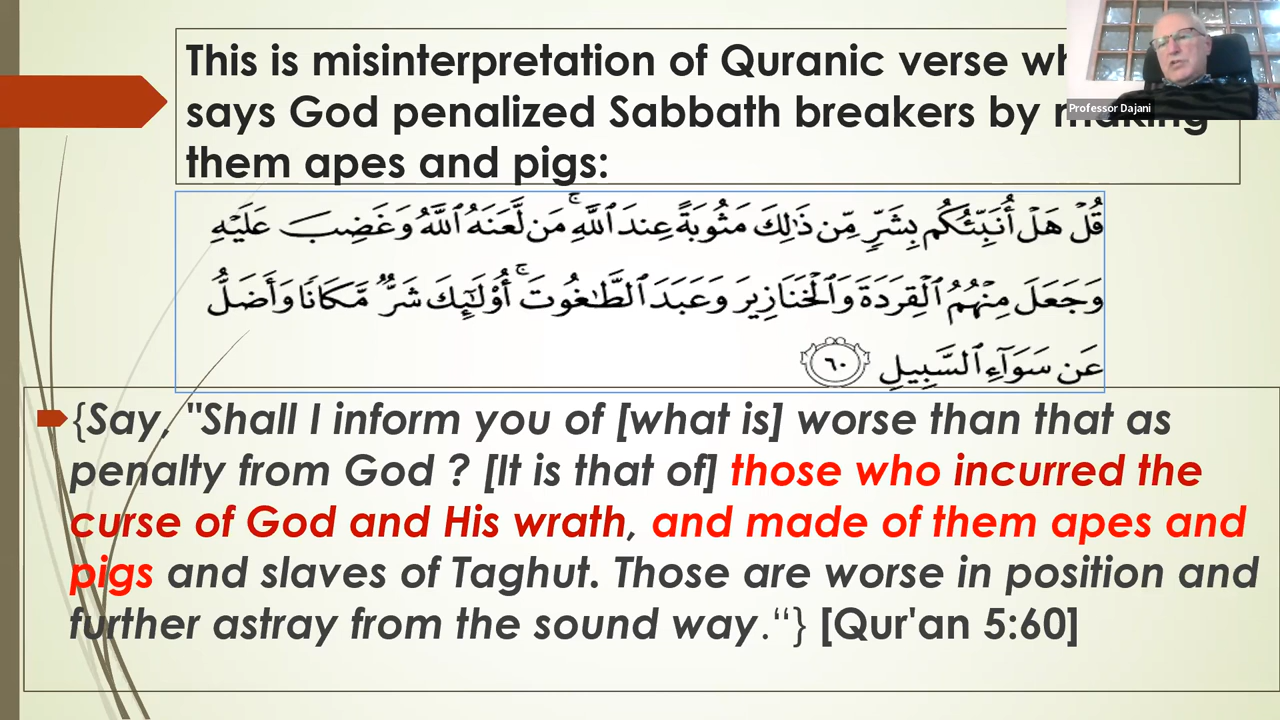 This is misinterpretation of Quranic verse
says God penalized Sabbath breakers by making
them apes and pigs:
Professor Dajani
قُلْ هَلْ أُنَبِّئُكُم بِشَرٍّ مِّن ذَٰلِكَ مَثُوبَةً عِندَ ٱللَّهِ ۚ مَن لَّعَنَهُ ٱللَّهُ وَغَضِبَ عَلَيْهِ
وَجَعَلَ مِنْهُمُ ٱلْقِرَدَةَ وَٱلْخَنَازِيرَ وَعَبَدَ ٱلطَّـٰغُوتَ ۚ أُو۟لَـٰٓئِكَ شَرٌّ مَّكَانًا وَأَضَلُّ
عَن سَوَآءِ ٱلسَّبِيلِ ٦٠
{Say, "Shall I inform you of [what is] worse than that as
penalty from God ? [It is that of] those who incurred the
curse of God and His wrath, and made of them apes and
pigs and slaves of Taghut. Those are worse in position and
further astray from the sound way.“} [Qur'an 5:60]